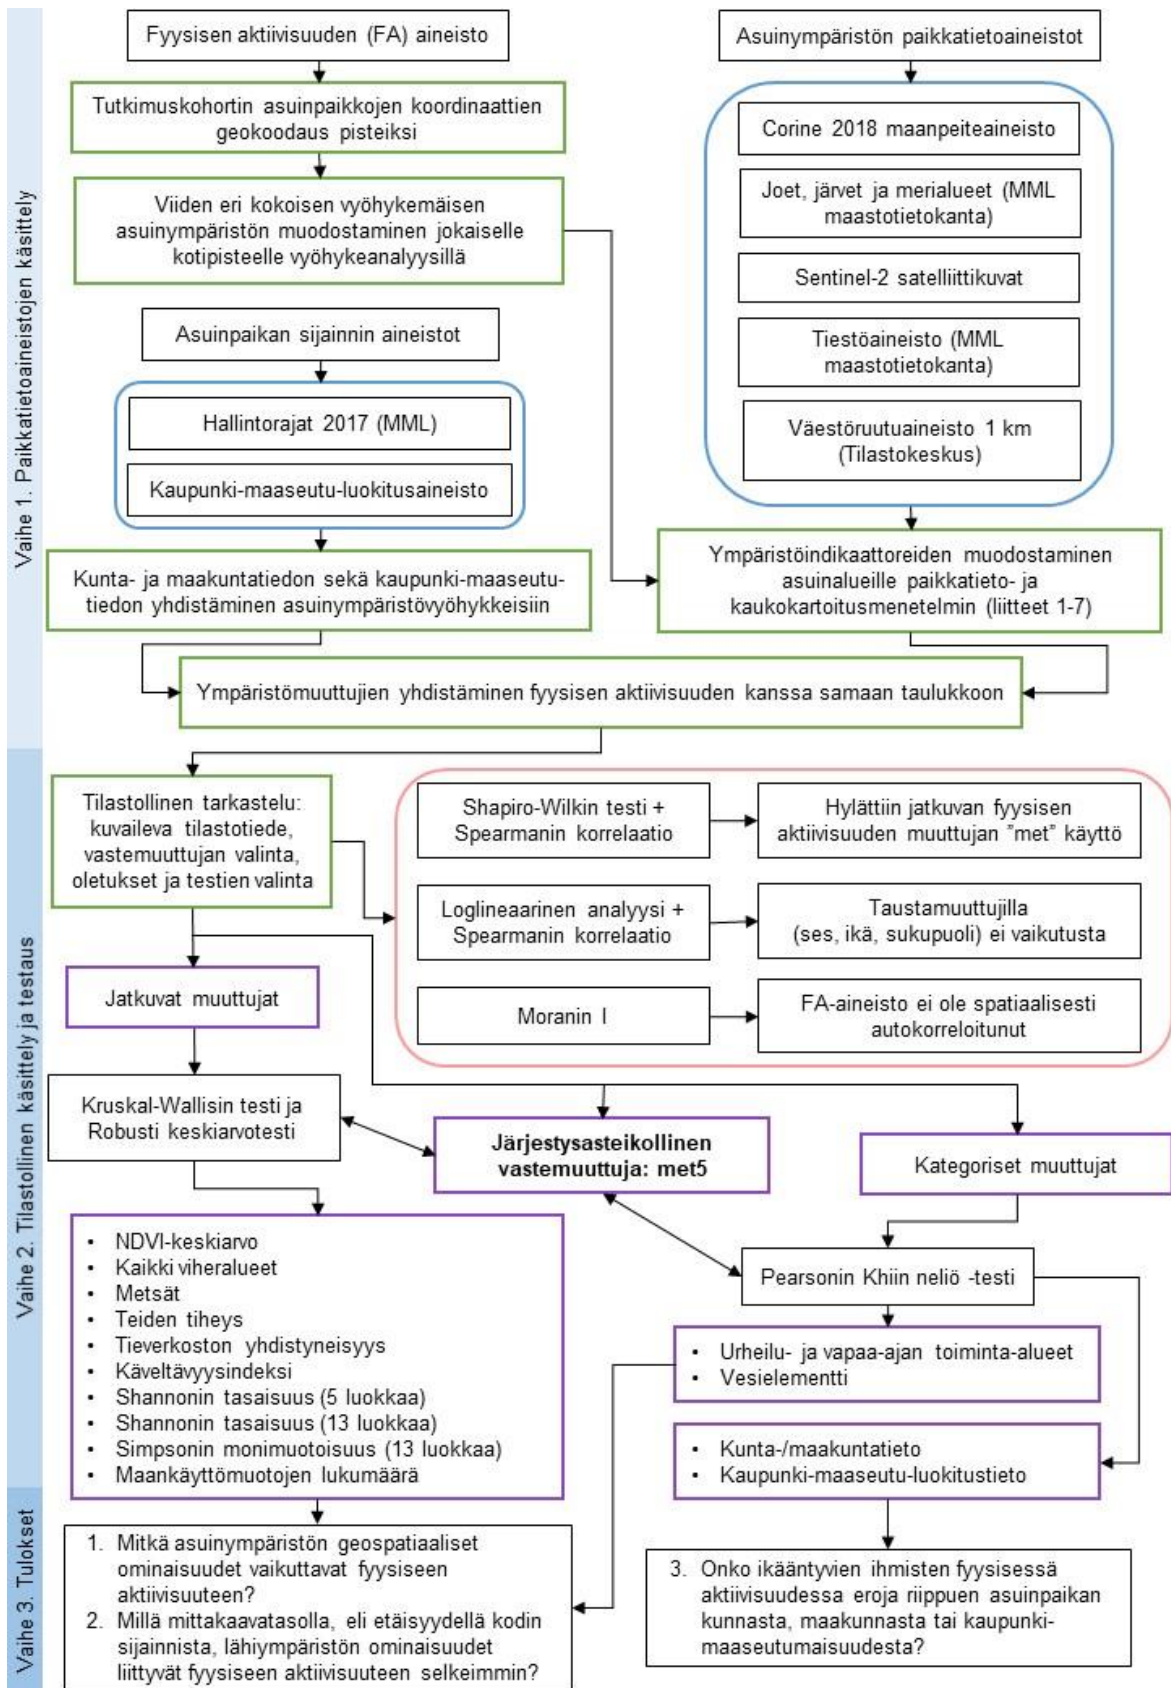 Fyysisen aktiivisuuden (FA) aineisto
Asuinympäristön paikkatietoaineistot
Tutkimuskohortin asuinpaikkojen koordinaattien
geokoodaus pisteiksi
Viiden eri kokoisen vyöhykemäisen
asuinympäristön muodostaminen jokaiselle
kotipisteelle vyöhykeanalyysillä
Corine 2018 maanpeiteaineisto
Joet, järvet ja merialueet (MML
maastotietokanta)
Sentinel-2 satelliittikuvat
Tiestöaineisto (MML
maastotietokanta)
Väestöruutuaineisto 1 km
(Tilastokeskus)
Asuinpaikan sijainnin aineistot
Hallintorajat 2017 (MML)
Kaupunki-maaseutu-luokitusaineisto
Kunta- ja maakuntatiedon sekä kaupunki-maaseutu-
tiedon yhdistäminen asuinympäristövyöhykkeisiin
Ympäristöindikaattoreiden muodostaminen
asuinalueille paikkatieto- ja
kaukokartoitusmenetelmin (liitteet 1-7)
Ympäristömuuttujien yhdistäminen fyysisen aktiivisuuden kanssa samaan taulukkoon
Vaihe 1. Paikkatietoaineistojen käsittely
Tilastollinen tarkastelu:
kuvaileva tilastotiede,
vastemuuttujan valinta,
oletukset ja testien valinta
Shapiro-Wilkin testi +
Spearmanin korrelaatio
Hylättiin jatkuvan fyysisen
aktiivisuuden muuttujan ”met” käyttö
Loglineaarinen analyysi +
Spearmanin korrelaatio
Taustamuuttujilla
(ses, ikä, sukupuoli) ei vaikutusta
Moranin I
FA-aineisto ei ole spatiaalisesti
autokorreloitunut
Jatkuvat muuttujat
Kruskal-Wallisin testi ja
Robusti keskiarvotesti
Järjestysasteikollinen
vastemuuttuja: met5
Kategoriset muuttujat
Pearsonin Khiin neliö -testi
• NDVI-keskiarvo
• Kaikki viheralueet
• Metsät
• Teiden tiheys
• Tieverkoston yhdistyneisyys
• Käveltävyysindeksi
• Shannonin tasaisuus (5 luokkaa)
• Shannonin tasaisuus (13 luokkaa)
• Simpsonin monimuotoisuus (13 luokkaa)
• Maankäyttömuotojen lukumäärä
• Urheilu- ja vapaa-ajan toiminta-alueet
• Vesielementti
• Kunta-/maakuntatieto
• Kaupunki-maaseutu-luokitustieto
Vaihe 2. Tilastollinen käsittely ja testaus
1. Mitkä asuinympäristön geospatiaaliset
ominaisuudet vaikuttavat fyysiseen
aktiivisuuteen?
2. Millä mittakaavatasolla, eli etäisyydellä kodin
sijainnista, lähiympäristön ominaisuudet
liittyvät fyysiseen aktiivisuuteen selkeimmin?
3. Onko ikääntyvien ihmisten fyysisessä
aktiivisuudessa eroja riippuen asuinpaikan
kunnasta, maakunnasta tai kaupunki-
maaseutumaisuudesta?
Vaihe 3. Tulokset